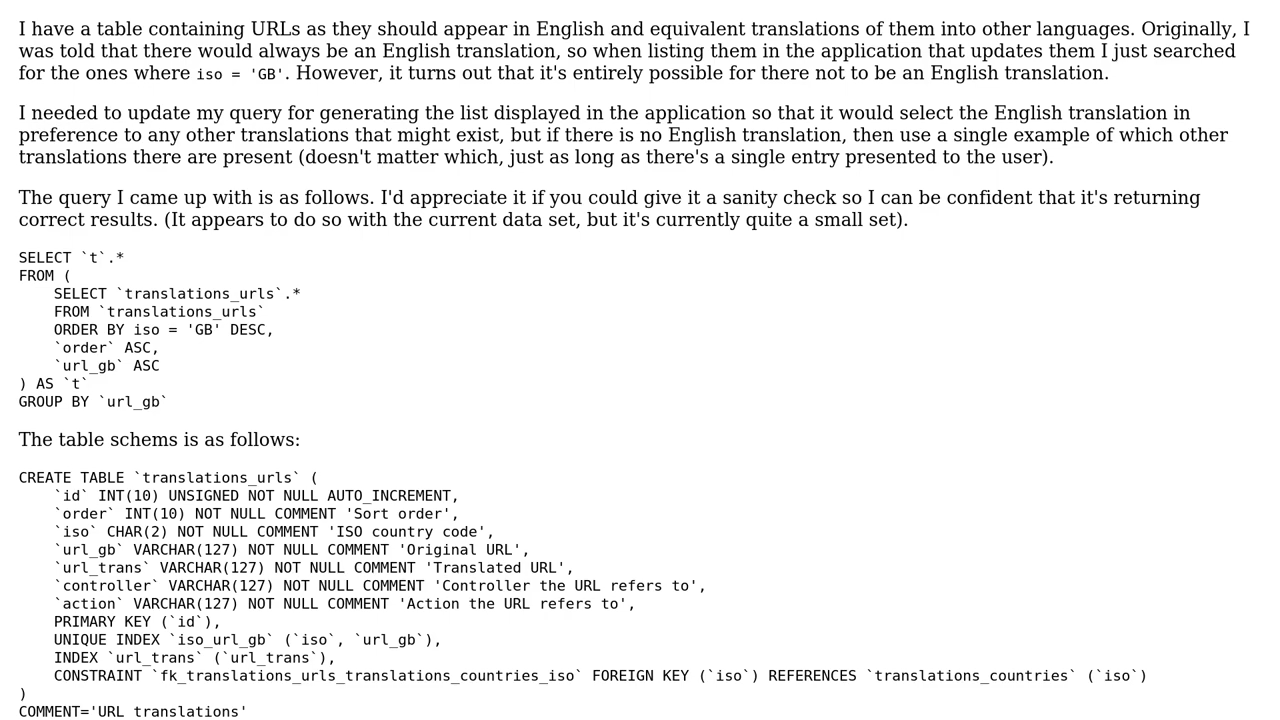 I have a table containing URLs as they should appear in English and equivalent translations of them into other languages. Originally, I
was told that there would always be an English translation, so when listing them in the application that updates them I just searched
for the ones where iso = 'GB'. However, it turns out that it's entirely possible for there not to be an English translation.
I needed to update my query for generating the list displayed in the application so that it would select the English translation in
preference to any other translations that might exist, but if there is no English translation, then use a single example of which other
translations there are present (doesn't matter which, just as long as there's a single entry presented to the user).
The query I came up with is as follows. I'd appreciate it if you could give it a sanity check so I can be confident that it's returning
correct results. (It appears to do so with the current data set, but it's currently quite a small set).
SELECT `t`.*
FROM (
    SELECT `translations_urls`.*
    FROM `translations_urls`
    ORDER BY iso = 'GB' DESC,
    `order` ASC,
    `url_gb` ASC
) AS `t`
GROUP BY `url_gb`
The table schems is as follows:
CREATE TABLE `translations_urls` (
    `id` INT(10) UNSIGNED NOT NULL AUTO_INCREMENT,
    `order` INT(10) NOT NULL COMMENT 'Sort order',
    `iso` CHAR(2) NOT NULL COMMENT 'ISO country code',
    `url_gb` VARCHAR(127) NOT NULL COMMENT 'Original URL',
    `url_trans` VARCHAR(127) NOT NULL COMMENT 'Translated URL',
    `controller` VARCHAR(127) NOT NULL COMMENT 'Controller the URL refers to',
    `action` VARCHAR(127) NOT NULL COMMENT 'Action the URL refers to',
    PRIMARY KEY (`id`),
    UNIQUE INDEX `iso_url_gb` (`iso`, `url_gb`),
    INDEX `url_trans` (`url_trans`),
    CONSTRAINT `fk_translations_urls_translations_countries_iso` FOREIGN KEY (`iso`) REFERENCES `translations_countries` (`iso`)
)
COMMENT='URL translations'